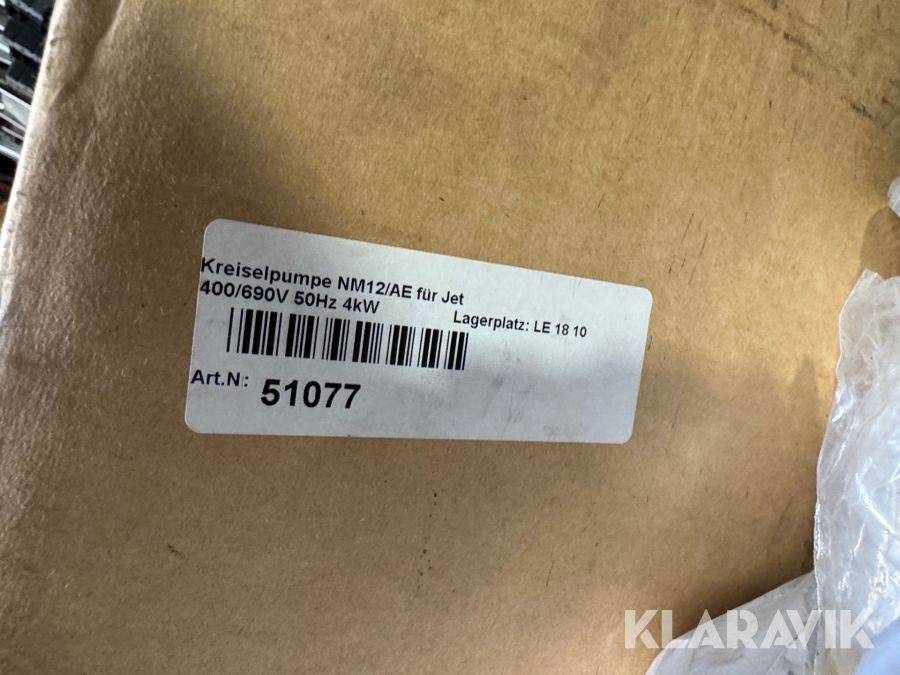 Kreiselpumpe NM12/AE für Jet
400/690V 50Hz 4kW
Lagerplatz: LE 18 10
Art.N: 51077
KLARAVIK